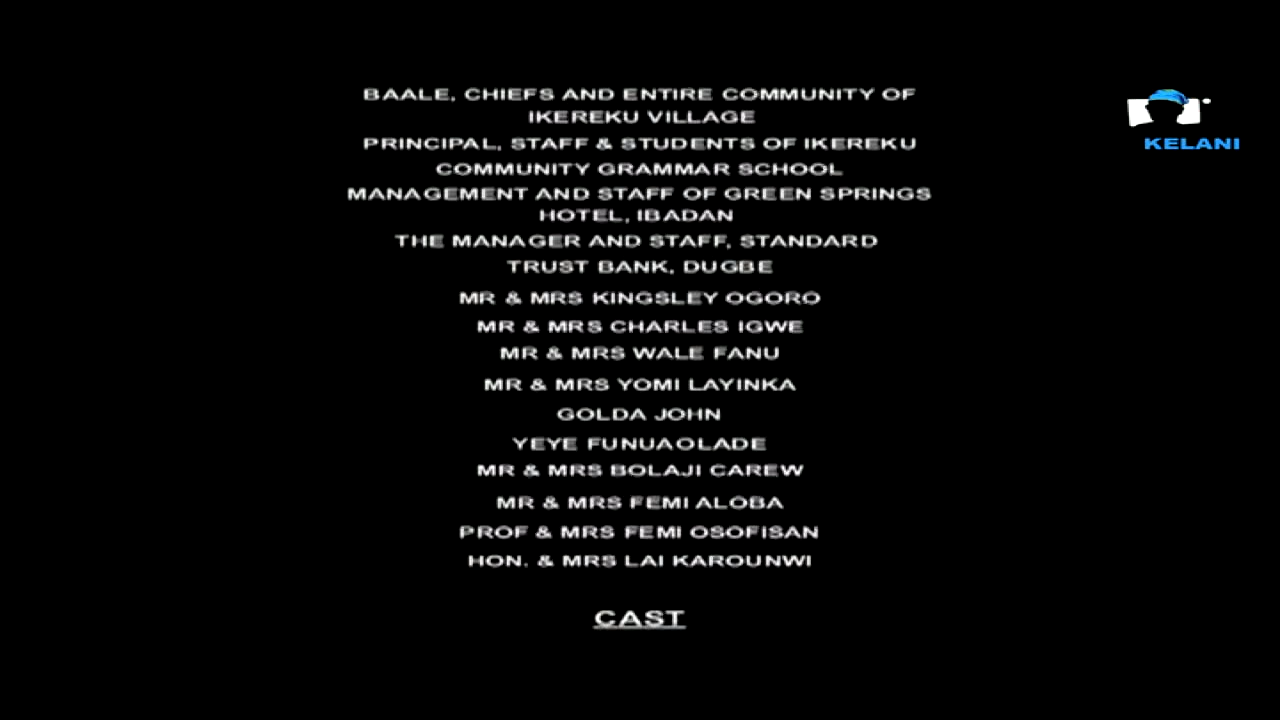 BAALE, CHIEFS AND ENTIRE COMMUNITY OF
IKEREKU VILLAGE
PRINCIPAL, STAFF & STUDENTS OF IKEREKU
COMMUNITY GRAMMAR SCHOOL
MANAGEMENT AND STAFF OF GREEN SPRINGS
HOTEL, IBADAN
THE MANAGER AND STAFF, STANDARD
TRUST BANK, DUGBE
MR & MRS KINGSLEY OGORO
MR & MRS CHARLES IGWE
MR & MRS WALE FANU
MR & MRS YOMI LAYINKA
GOLDA JOHN
YEYE FUNUAOLADE
MR & MRS BOLAJI CAREW
MR & MRS FEMI ALOBA
PROF & MRS FEMI OSOFISAN
HON. & MRS LAI KAROUNWI
CAST
KELANI